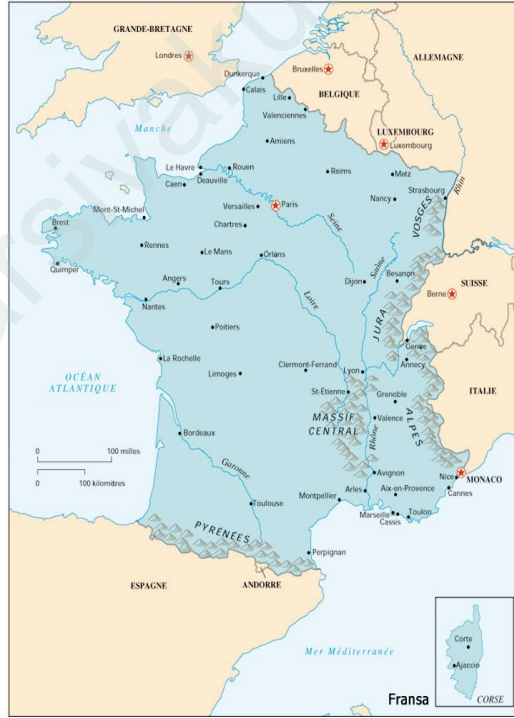 GRANDE-BRETAGNE
Londres
ALLEMAGNE
Bruxelles
BELGIQUE
Dunkerque
Calais
Lille
Valenciennes
Manche
LUXEMBOURG
Luxembourg
Amiens
Le Havre
Rouen
Deauville
Caen
Reims
Metz
Strasbourg
Rhin
Nancy
VOSGES
Versailles
Paris
Seine
Mont-St-Michel
Chartres
Brest
Rennes
Le Mans
Orléans
Quimper
Angers
Tours
Loire
Dijon
Saône
Besançon
SUISSE
Berne
Nantes
JURA
Poitiers
Genve
Annecy
La Rochelle
Clermont-Ferrand
Lyon
ITALIE
OCÉAN
ATLANTIQUE
Limoges
St-Étienne
Grenoble
MASSIF
CENTRAL
Valence
ALPES
Bordeaux
Rhône
0 100 milles
0 100 kilomètres
Garonne
Avignon
Nice
MONACO
Arles
Aix-en-Provence
Cannes
Toulouse
Montpellier
Marseille
Toulon
Cassis
PYRÉNÉES
Perpignan
ESPAGNE
ANDORRE
Mer Méditerranée
Corte
Ajaccio
CORSE
Fransa